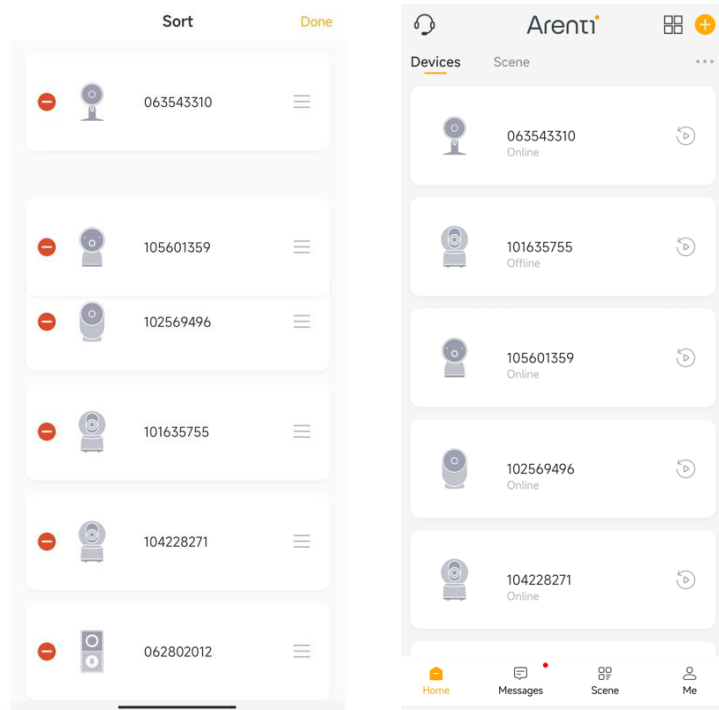 Sort
Done
063543310
105601359
102569496
101635755
104228271
062802012
Arenti
Devices
Scene
063543310
Online
101635755
Offline
105601359
Online
102569496
Online
104228271
Online
Home
Messages
Scene
Me